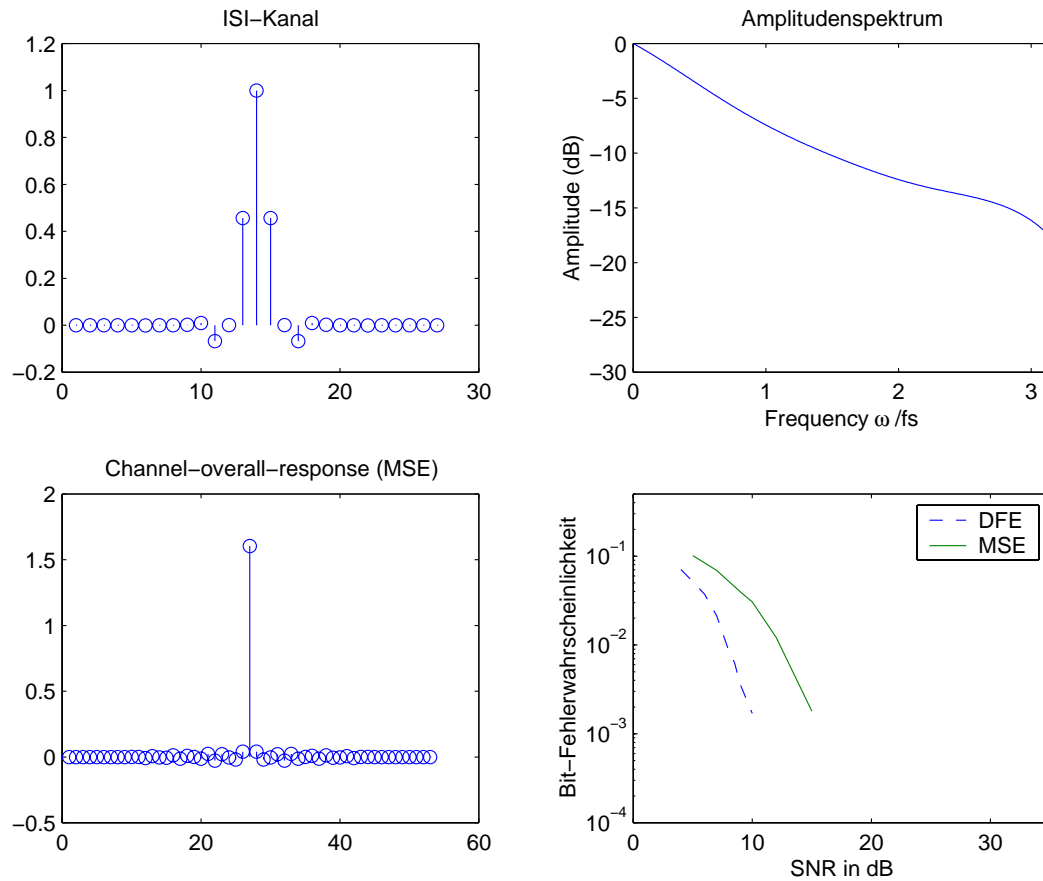 ISI−Kanal
1.2
1
0.8
0.6
0.4
0.2
0
−0.2
0 10 20 30
Amplitudenspektrum
0
−5
−10
−15
−20
−25
−30
Amplitude (dB)
0 1 2 3
Frequency ω /fs
Channel−overall−response (MSE)
2
1.5
1
0.5
0
−0.5
0 20 40 60
DFE
MSE
10−1
10−2
10−3
10−4
Bit−Fehlerwahrscheinlichkeit
0 10 20 30
SNR in dB